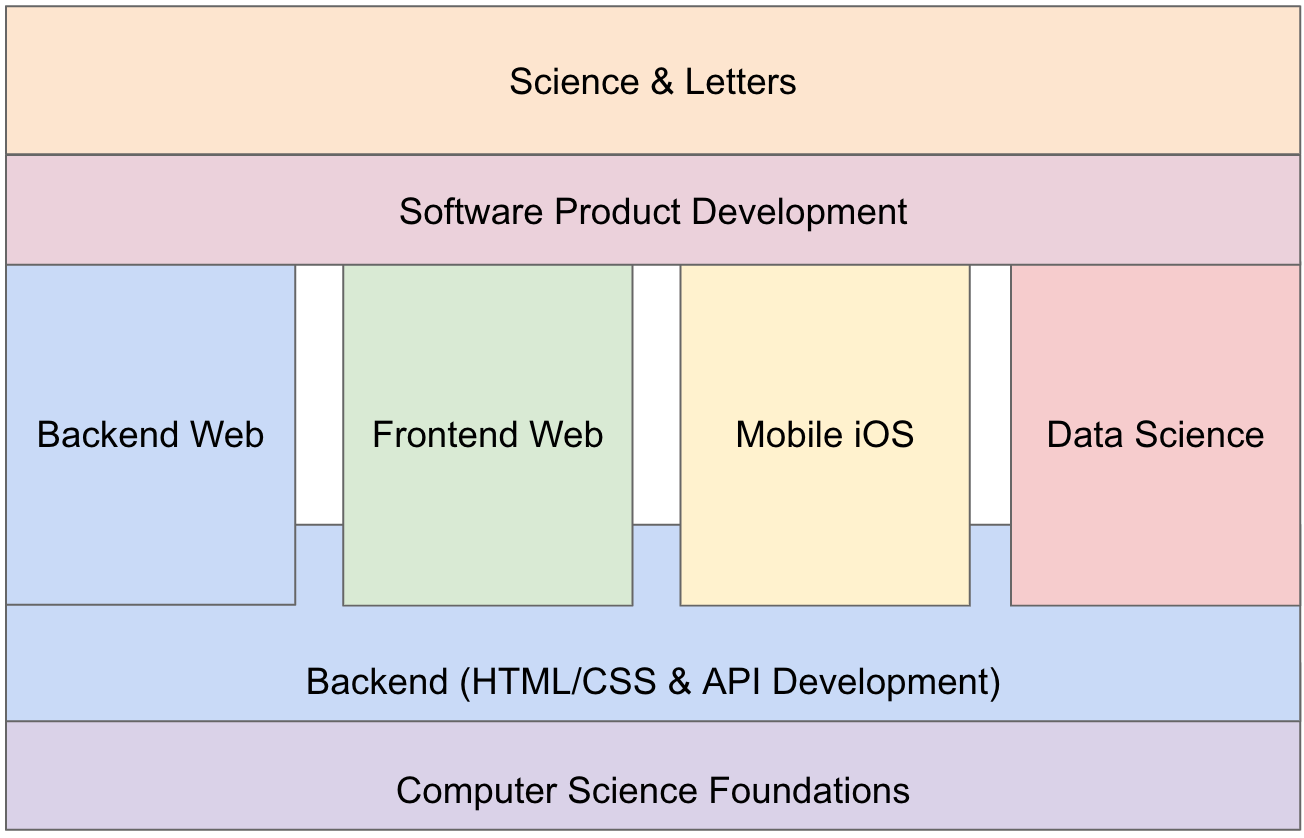 Science & Letters
Software Product Development
Backend Web
Frontend Web
Mobile iOS
Data Science
Backend (HTML/CSS & API Development)
Computer Science Foundations